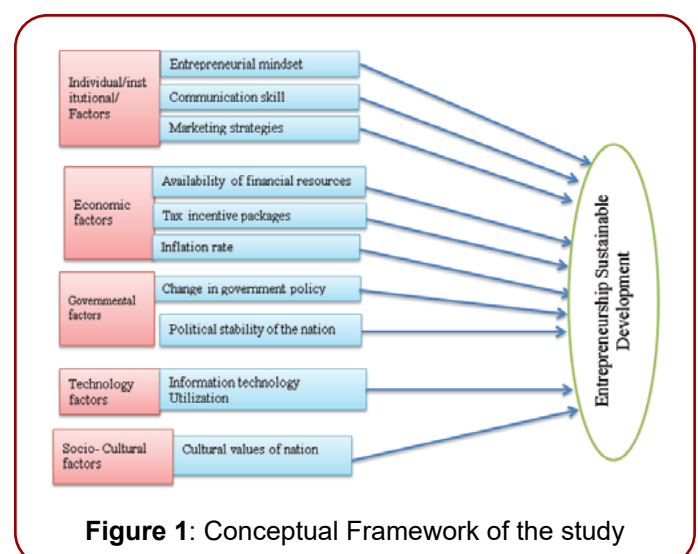 Individual/inst
itutional/
Factors
Entrepreneurial mindset
Communication skill
Marketing strategies
Economic
factors
Availability of financial resources
Tax incentive packages
Inflation rate
Governmental
factors
Change in government policy
Political stability of the nation
Technology
factors
Information technology
Utilization
Socio- Cultural
factors
Cultural values of nation
Entrepreneurship Sustainable
Development
Figure 1: Conceptual Framework of the study